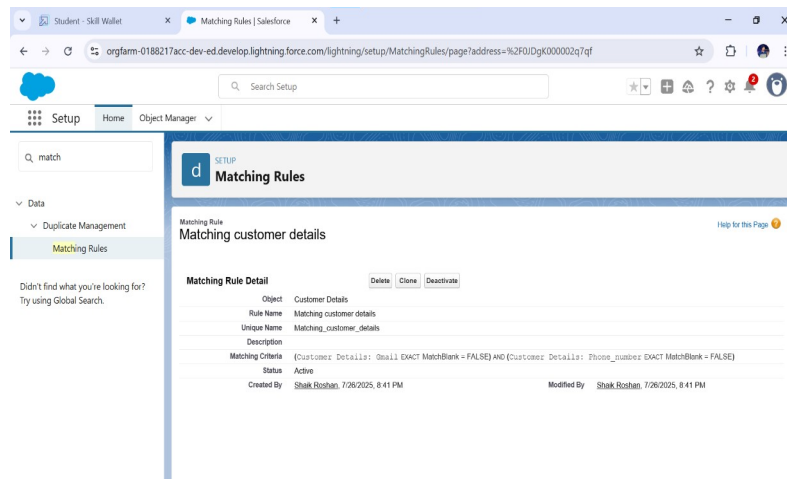 Student - Skill Wallet
Matching Rules | Salesforce
orgfarm-0188217acc-dev-ed.develop.lightning.force.com/lightning/setup/MatchingRules/page?address=%2F0JDgK000002q7qf
Search Setup
2
Setup Home Object Manager
match
SETUP
Matching Rules
Data
Duplicate Management
Matching Rules
Didn't find what you're looking for?
Try using Global Search.
Matching Rule
Matching customer details
Help for this Page
Matching Rule Detail Delete Clone Deactivate
Object Customer Details
Rule Name Matching customer details
Unique Name Matching_customer_details
Description
Matching Criteria (Customer Details: Gmail EXACT MatchBlank = FALSE) AND (Customer Details: Phone_number EXACT MatchBlank = FALSE)
Status Active
Created By Shaik Roshan, 7/26/2025, 8:41 PM Modified By Shaik Roshan, 7/26/2025, 8:41 PM